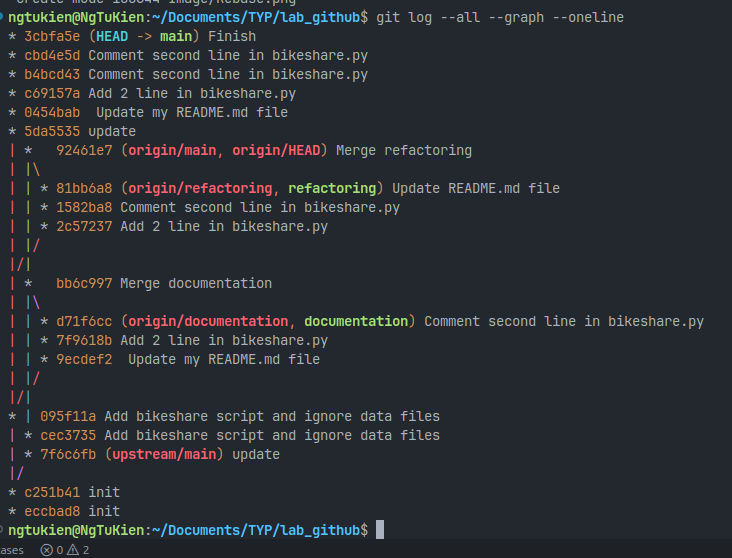 create mode 100644 Image/Rebase.png
ngtukien@NgTuKien:~/Documents/TYP/lab_github$ git log --all --graph --oneline
* 3cbfa5e (HEAD -> main) Finish
* cbd4e5d Comment second line in bikeshare.py
* b4bcd43 Comment second line in bikeshare.py
* c69157a Add 2 line in bikeshare.py
* 0454bab  Update my README.md file
* 5da5535 update
| *   92461e7 (origin/main, origin/HEAD) Merge refactoring
| |\
| | * 81bb6a8 (origin/refactoring, refactoring) Update README.md file
| | * 1582ba8 Comment second line in bikeshare.py
| | * 2c57237 Add 2 line in bikeshare.py
| |/
|/|
| *   bb6c997 Merge documentation
| |\
| | * d71f6cc (origin/documentation, documentation) Comment second line in bikeshare.py
| | * 7f9618b Add 2 line in bikeshare.py
| | * 9ecdef2  Update my README.md file
| |/
|/|
* | 095f11a Add bikeshare script and ignore data files
| * cec3735 Add bikeshare script and ignore data files
| * 7f6c6fb (upstream/main) update
|/
* c251b41 init
* eccbad8 init
ngtukien@NgTuKien:~/Documents/TYP/lab_github$
ases 0 2